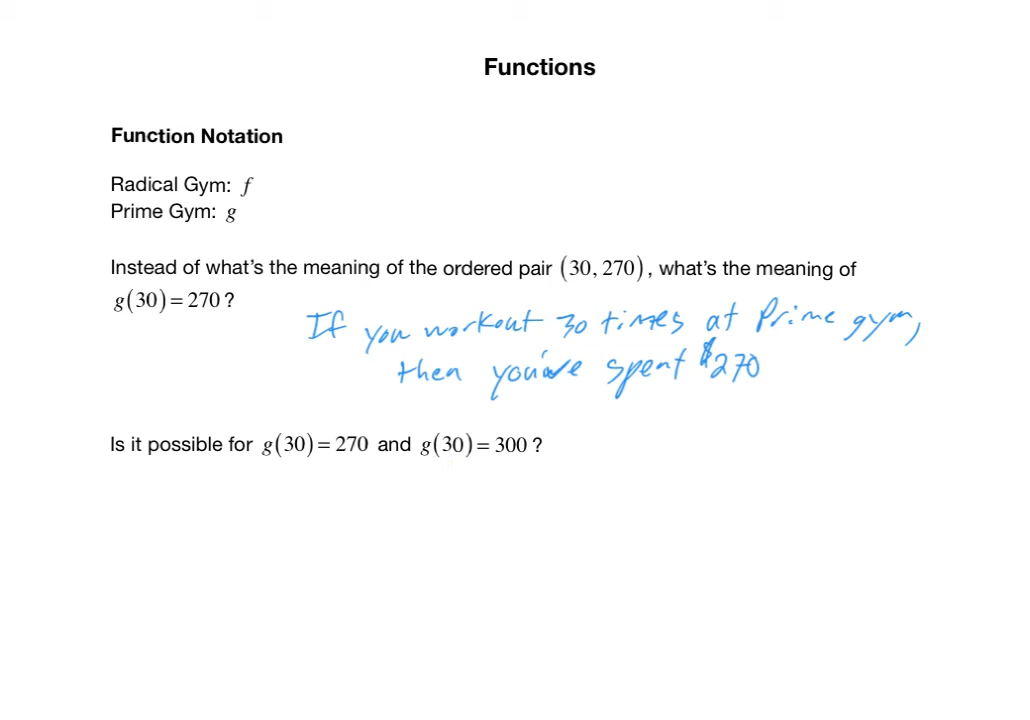 Functions
Function Notation
Radical Gym: f
Prime Gym: g
Instead of what's the meaning of the ordered pair (30, 270), what's the meaning of
g(30) = 270 ?
If you workout 30 times at Prime gym,
then you've spent $270
Is it possible for g(30) = 270 and g(30) = 300 ?